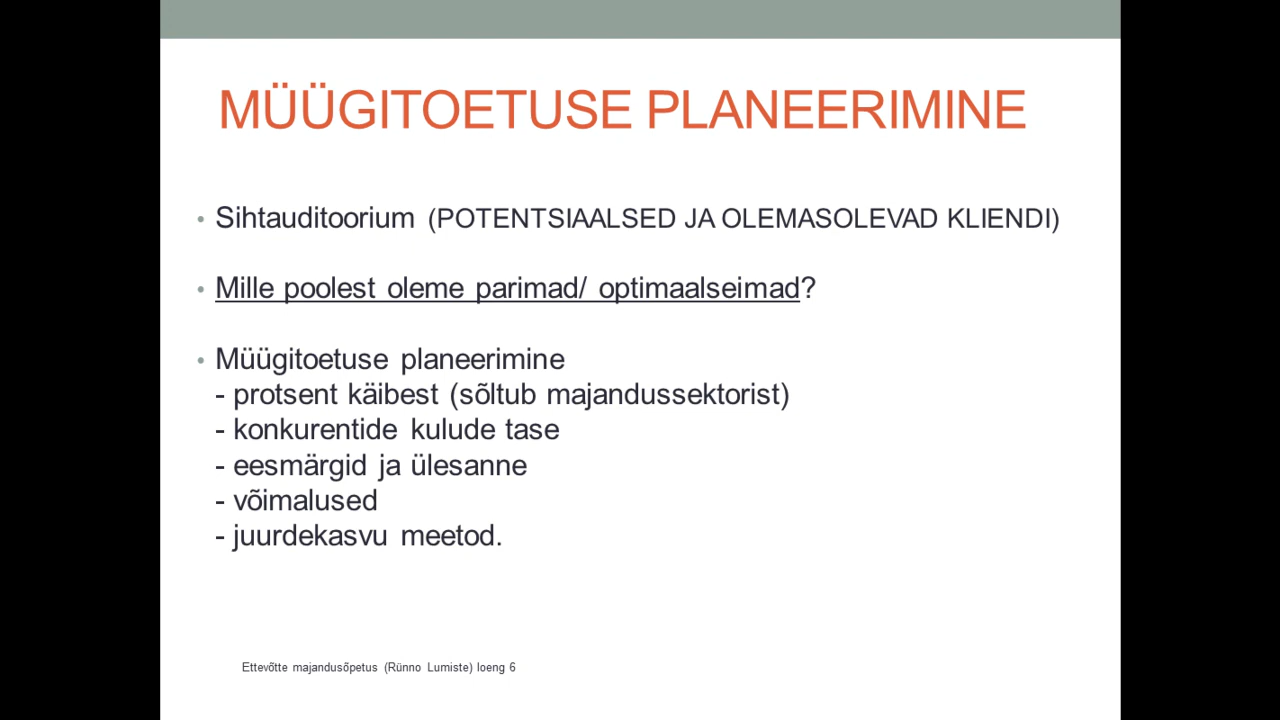 MÜÜGITOETUSE PLANEERIMINE
• Sihtauditoorium (POTENTSIAALSED JA OLEMASOLEVAD KLIENDI)
• Mille poolest oleme parimad/ optimaalseimad?
• Müügitoetuse planeerimine
- protsent käibest (sõltub majandussektorist)
- konkurentide kulude tase
- eesmärgid ja ülesanne
- võimalused
- juurdekasvu meetod.
Ettevõtte majandusõpetus (Rünno Lumiste) loeng 6